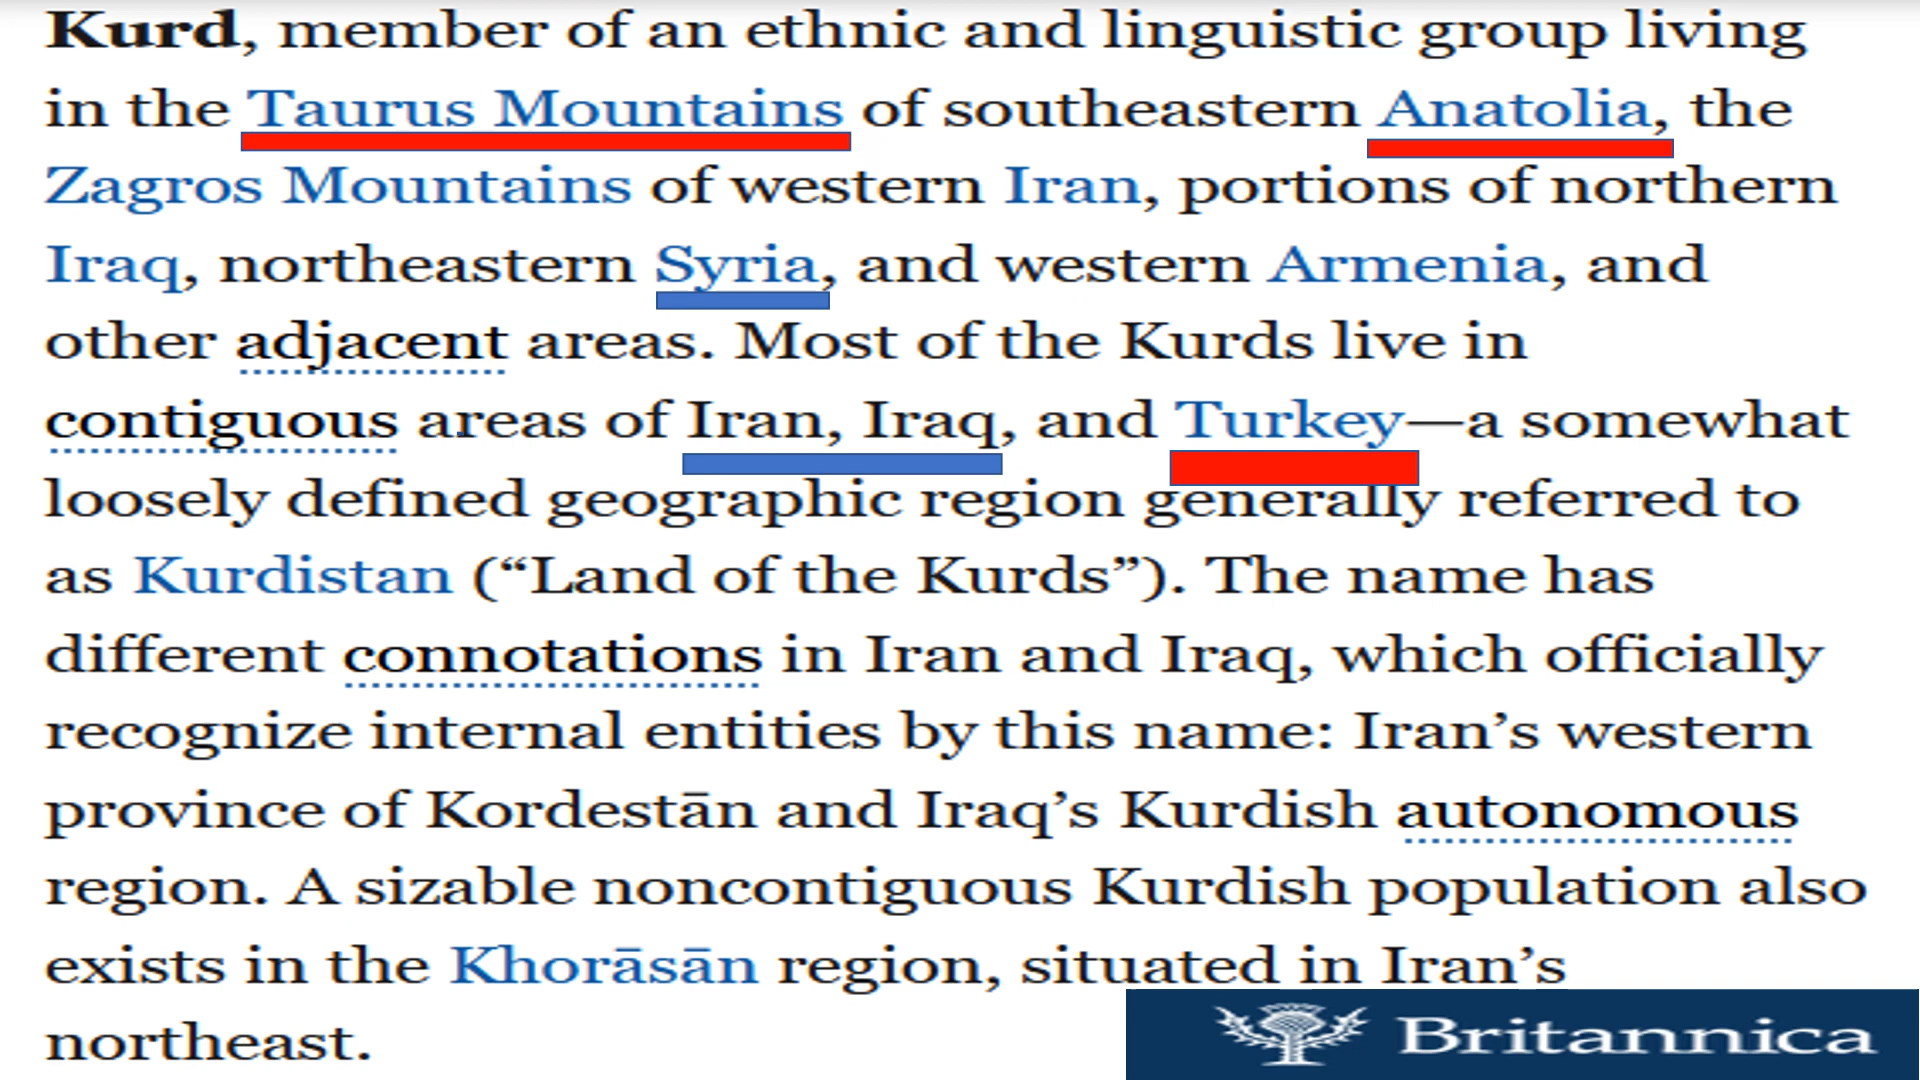 Kurd, member of an ethnic and linguistic group living
in the Taurus Mountains of southeastern Anatolia, the
Zagros Mountains of western Iran, portions of northern
Iraq, northeastern Syria, and western Armenia, and
other adjacent areas. Most of the Kurds live in
contiguous areas of Iran, Iraq, and Turkey—a somewhat
loosely defined geographic region generally referred to
as Kurdistan (“Land of the Kurds”). The name has
different connotations in Iran and Iraq, which officially
recognize internal entities by this name: Iran’s western
province of Kordestān and Iraq’s Kurdish autonomous
region. A sizable noncontiguous Kurdish population also
exists in the Khorāsān region, situated in Iran’s
northeast.
Britannica